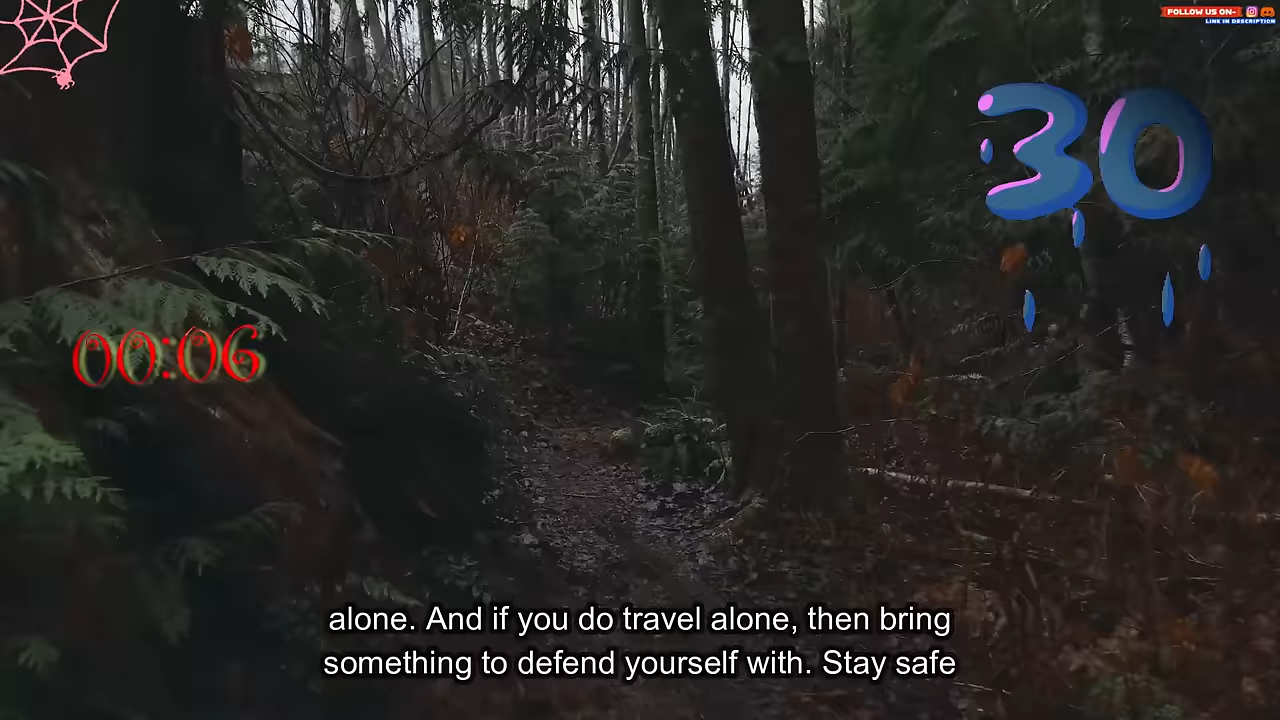 FOLLOW US ON-
LINK IN DESCRIPTION
30
00:06
alone. And if you do travel alone, then bring
something to defend yourself with. Stay safe